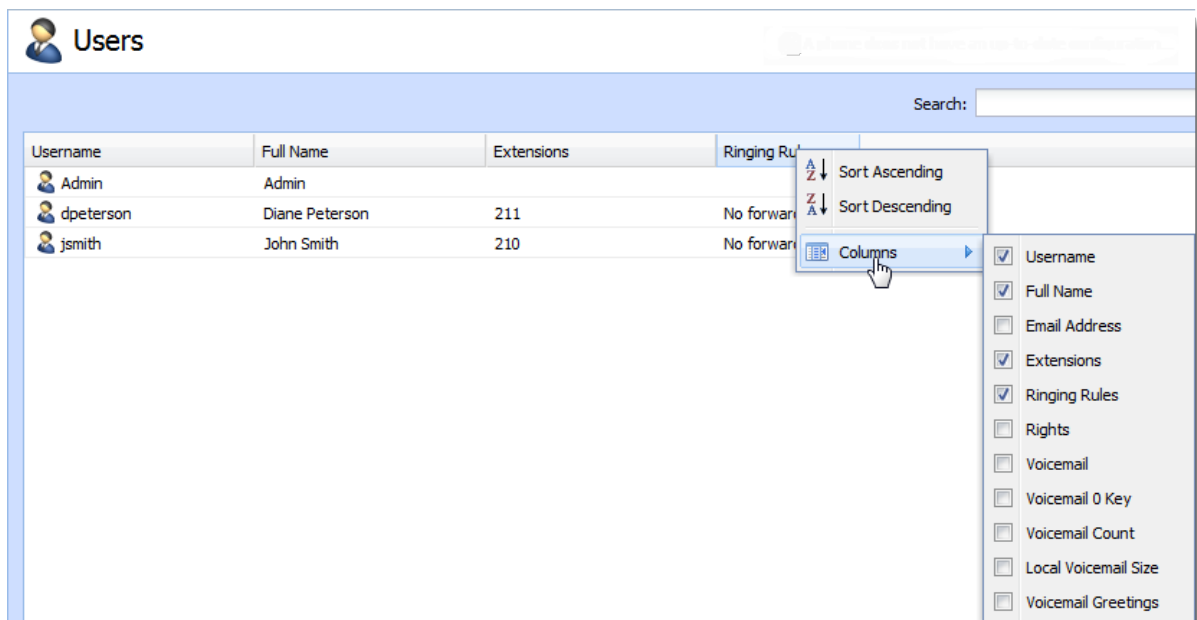 Users
Search:
Username Full Name Extensions Ringing Ru
Admin Admin
dpeterson Diane Peterson 211 No forwar
jsmith John Smith 210 No forwar
Sort Ascending
Sort Descending
Columns
Username
Full Name
Email Address
Extensions
Ringing Rules
Rights
Voicemail
Voicemail 0 Key
Voicemail Count
Local Voicemail Size
Voicemail Greetings